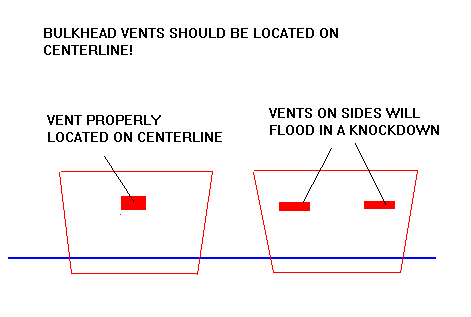 BULKHEAD VENTS SHOULD BE LOCATED ON
CENTERLINE!
VENT PROPERLY
LOCATED ON CENTERLINE
VENTS ON SIDES WILL
FLOOD IN A KNOCKDOWN